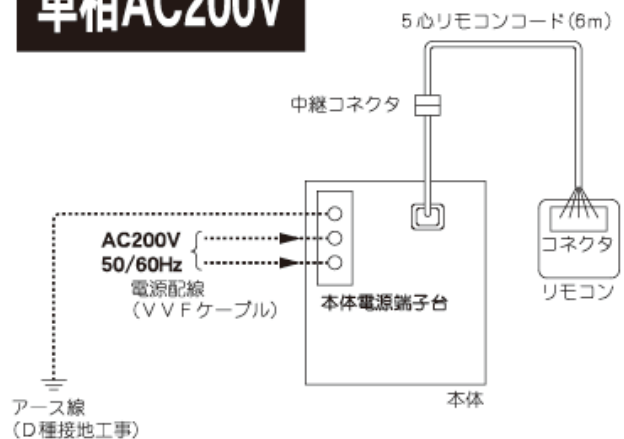 単相AC200V
5心リモコンコード(6m)
中継コネクタ
AC200V
50/60Hz
電源配線
(VVFケーブル)
本体電源端子台
コネクタ
リモコン
本体
アース線
(D種接地工事)